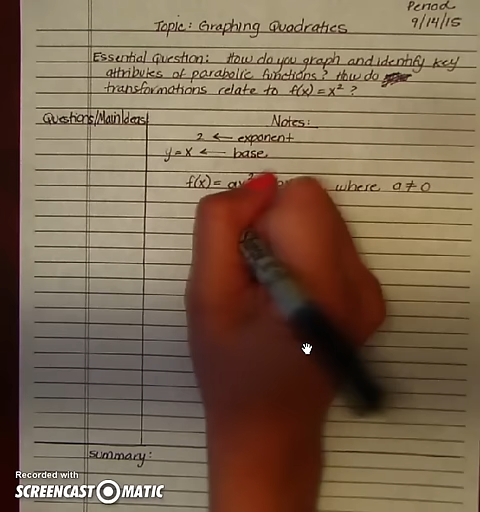 Period
9/14/15
Topic: Graphing Quadratics
Essential Question: How do you graph and identify key
attributes of parabolic functions? How do
transformations relate to f(x) = x² ?
Questions/Main Ideas
Notes:
2 ← exponent
y = x ← base
f(x) = ax² where a ≠ 0
summary:
Recorded with
SCREENCAST-O-MATIC